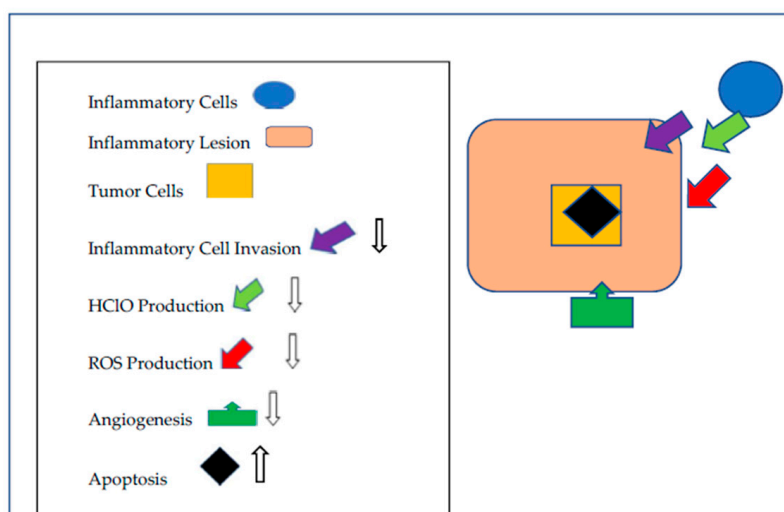 Inflammatory Cells
Inflammatory Lesion
Tumor Cells
Inflammatory Cell Invasion
HClO Production
ROS Production
Angiogenesis
Apoptosis